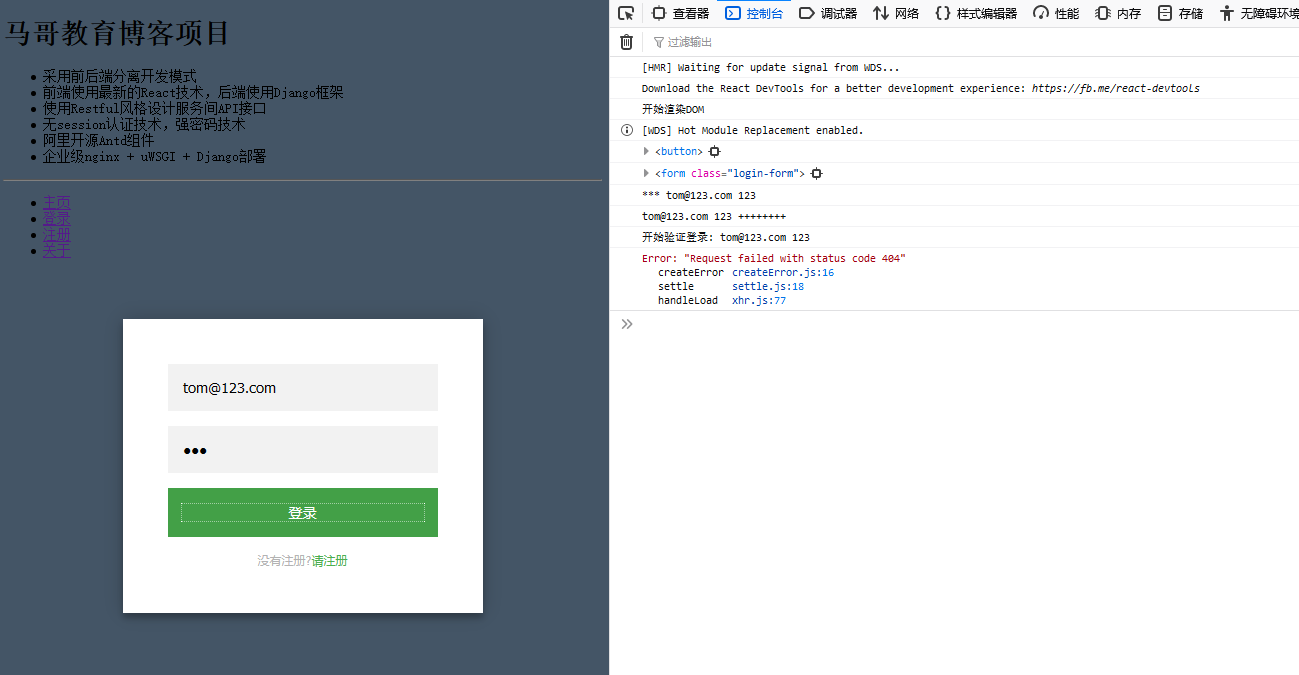 马哥教育博客项目
采用前后端分离开发模式
前端使用最新的React技术，后端使用Django框架
使用Restful风格设计服务间API接口
无session认证技术，强密码技术
阿里开源Antd组件
企业级nginx + uWSGI + Django部署
主页
登录
注册
关于
tom@123.com
•••
登录
没有注册?请注册
查看器 控制台 调试器 网络 样式编辑器 性能 内存 存储 无障碍环境
过滤输出
[HMR] Waiting for update signal from WDS...
Download the React DevTools for a better development experience: https://fb.me/react-devtools
开始渲染DOM
[WDS] Hot Module Replacement enabled.
<button>
<form class="login-form">
*** tom@123.com 123
tom@123.com 123 ++++++++
开始验证登录: tom@123.com 123
Error: "Request failed with status code 404"
createError createError.js:16
settle settle.js:18
handleLoad xhr.js:77